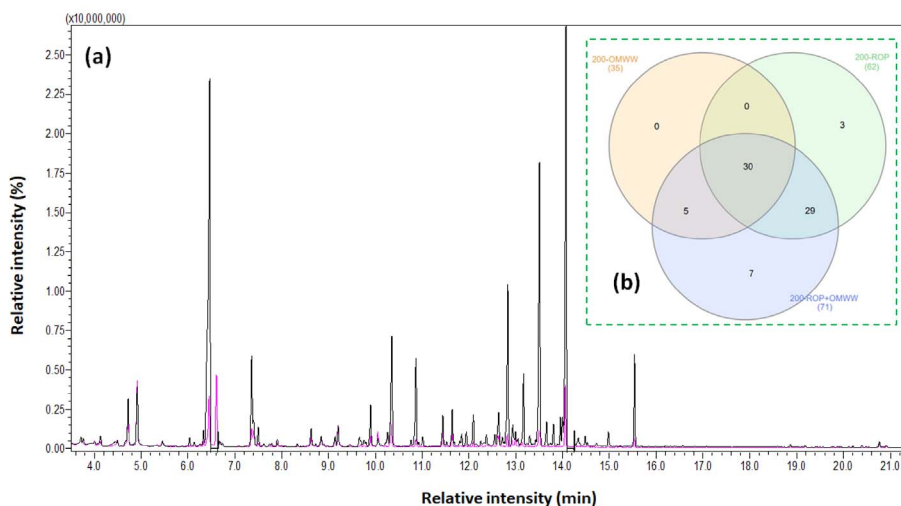 (x10,000,000)
(a)
2.50
2.25
2.00
1.75
1.50
1.25
1.00
0.75
0.50
0.25
0.00
Relative intensity (%)
4.0 5.0 6.0 7.0 8.0 9.0 10.0 11.0 12.0 13.0 14.0 15.0 16.0 17.0 18.0 19.0 20.0 21.0
Relative intensity (min)
200-OMWW
(35)
200-ROP
(62)
0
0
3
30
5
29
7
(b)
200-ROP+OMWW
(71)